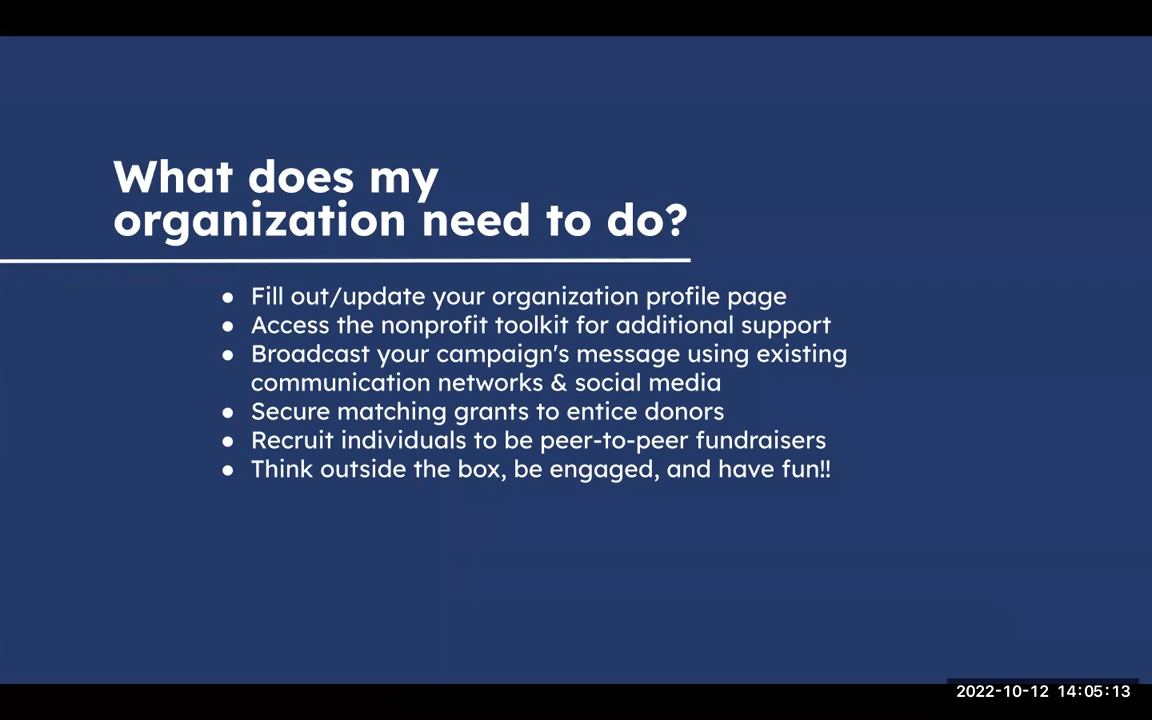 What does my
organization need to do?
● Fill out/update your organization profile page
● Access the nonprofit toolkit for additional support
● Broadcast your campaign's message using existing
communication networks & social media
● Secure matching grants to entice donors
● Recruit individuals to be peer-to-peer fundraisers
● Think outside the box, be engaged, and have fun!!
2022-10-12 14:05:13